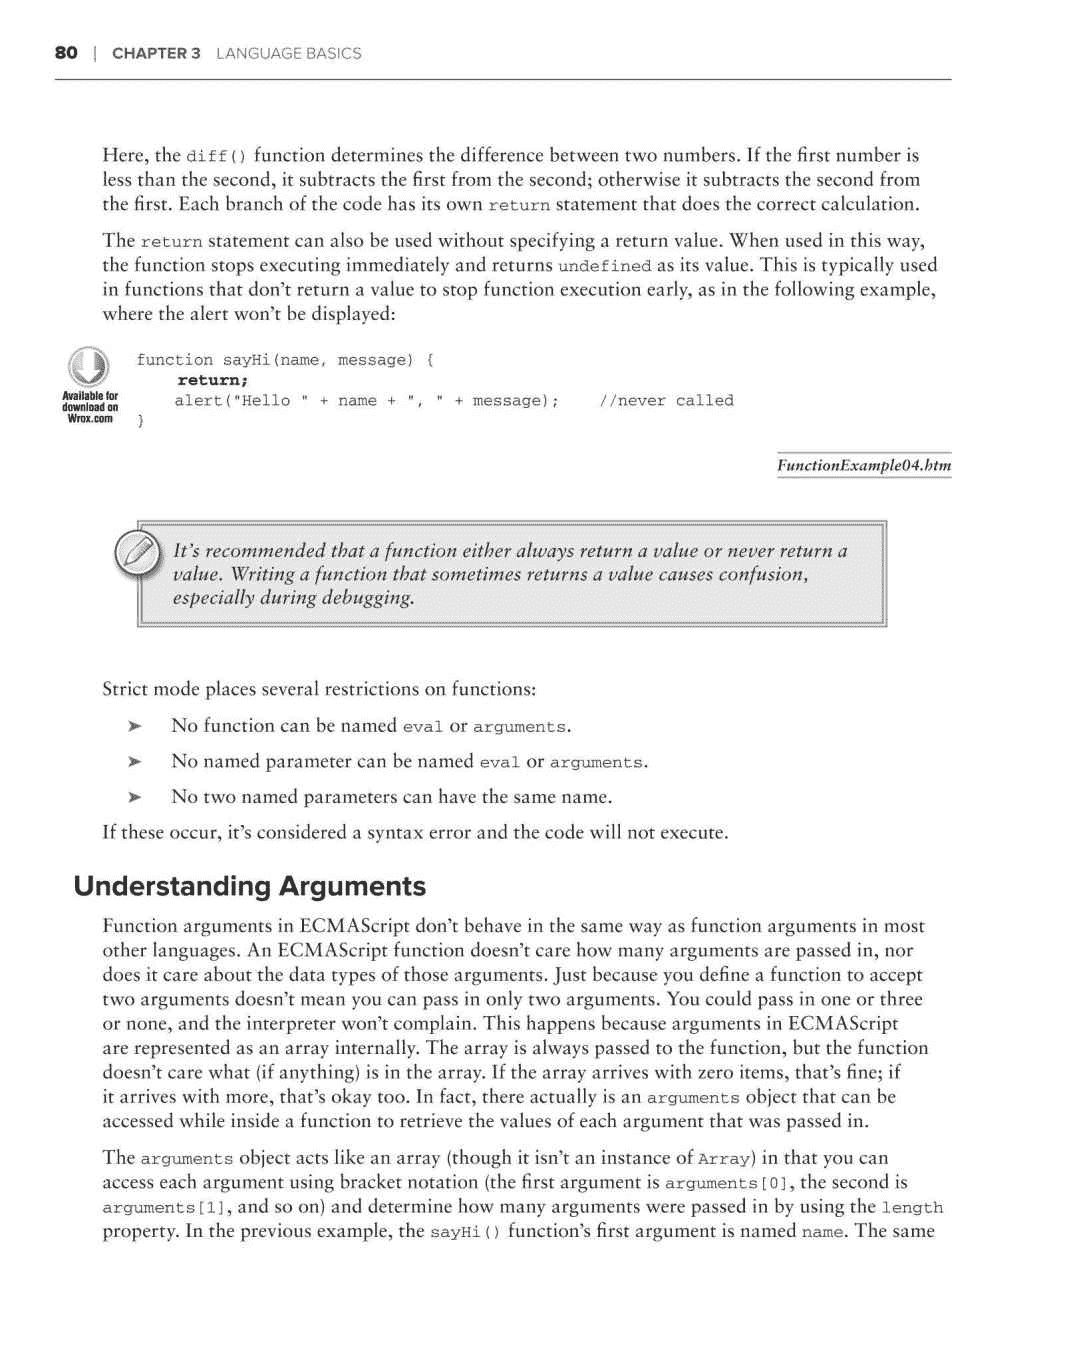 80 | CHAPTER 3 LANGUAGE BASICS
Here, the diff() function determines the difference between two numbers. If the first number is
less than the second, it subtracts the first from the second; otherwise it subtracts the second from
the first. Each branch of the code has its own return statement that does the correct calculation.
The return statement can also be used without specifying a return value. When used in this way,
the function stops executing immediately and returns undefined as its value. This is typically used
in functions that don't return a value to stop function execution early, as in the following example,
where the alert won't be displayed:
function sayHi(name, message) {
return;
alert("Hello " + name + ", " + message); //never called
}
Available for
download on
Wrox.com
FunctionExample04.htm
It's recommended that a function either always return a value or never return a
value. Writing a function that sometimes returns a value causes confusion,
especially during debugging.
Strict mode places several restrictions on functions:
➤ No function can be named eval or arguments.
➤ No named parameter can be named eval or arguments.
➤ No two named parameters can have the same name.
If these occur, it's considered a syntax error and the code will not execute.
Understanding Arguments
Function arguments in ECMAScript don't behave in the same way as function arguments in most
other languages. An ECMAScript function doesn't care how many arguments are passed in, nor
does it care about the data types of those arguments. Just because you define a function to accept
two arguments doesn't mean you can pass in only two arguments. You could pass in one or three
or none, and the interpreter won't complain. This happens because arguments in ECMAScript
are represented as an array internally. The array is always passed to the function, but the function
doesn't care what (if anything) is in the array. If the array arrives with zero items, that's fine; if
it arrives with more, that's okay too. In fact, there actually is an arguments object that can be
accessed while inside a function to retrieve the values of each argument that was passed in.
The arguments object acts like an array (though it isn't an instance of Array) in that you can
access each argument using bracket notation (the first argument is arguments[0], the second is
arguments[1], and so on) and determine how many arguments were passed in by using the length
property. In the previous example, the sayHi() function's first argument is named name. The same